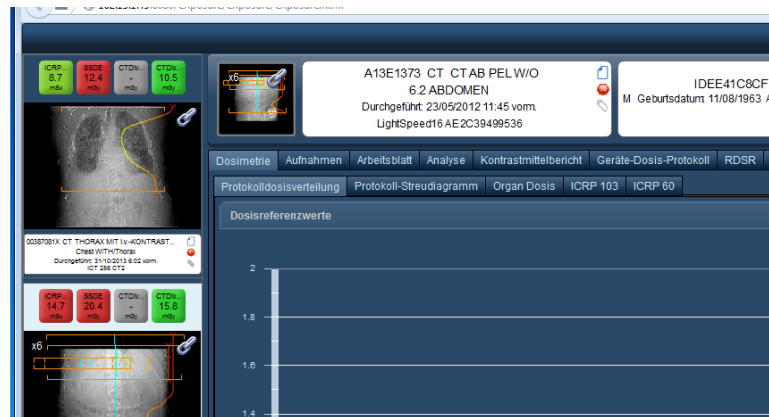 ICRP... SSDE CTDIv... CTDIv...
8.7 12.4 - 10.5
mSv mGy mGy mGy
00387081X CT THORAX MIT I.v.-KONTRAST...
Chest WITH/Thorax
Durchgeführt: 31/10/2013 6:02 vorm.
ICT 256 CT2
ICRP... SSDE CTDIv... CTDIv...
14.7 20.4 - 15.8
mSv mGy mGy mGy
x6
x6
A13E1373 CT CT AB PEL W/O
6.2 ABDOMEN
Durchgeführt: 23/05/2012 11:45 vorm.
LightSpeed16 AE2C39499536
10
IDEE41C8CF
M Geburtsdatum: 11/08/1963 A
Dosimetrie Aufnahmen Arbeitsblatt Analyse Kontrastmittelbericht Geräte-Dosis-Protokoll RDSR
Protokolldosisverteilung Protokoll-Streudiagramm Organ Dosis ICRP 103 ICRP 60
Dosisreferenzwerte
2
1.8
1.6
1.4